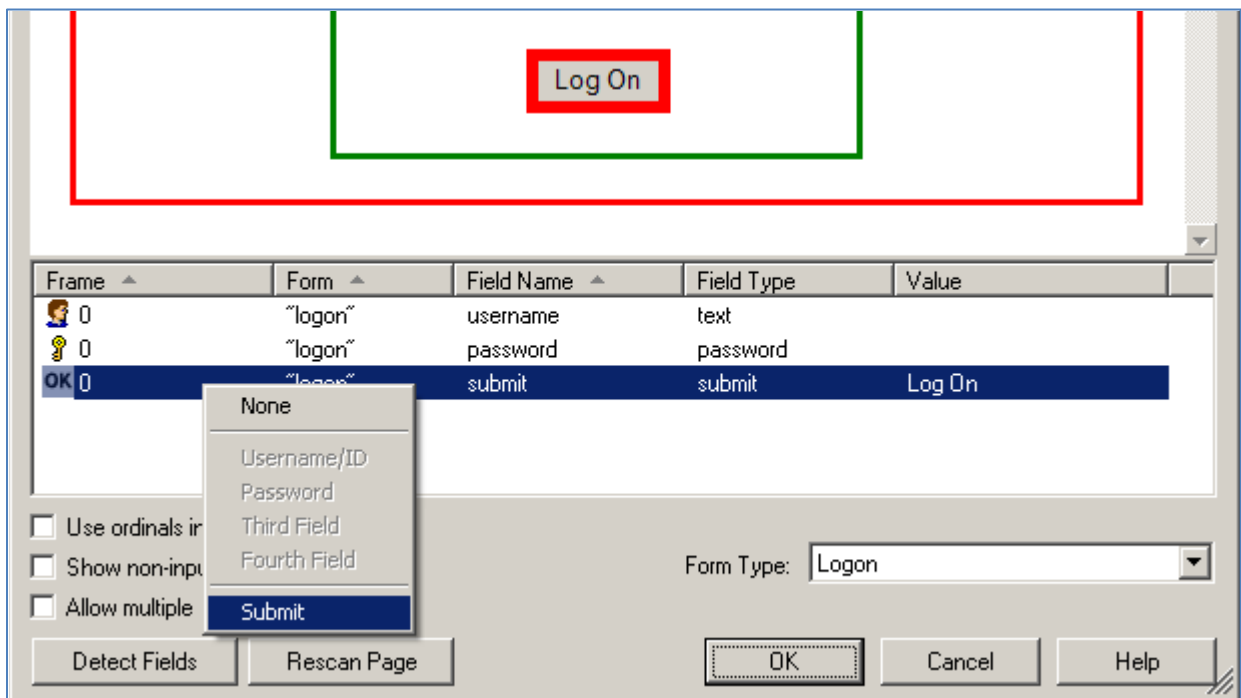 Log On
Frame Form Field Name Field Type Value
0 "logon" username text
0 "logon" password password
OK 0 "logon" submit submit Log On
None
Username/ID
Password
Third Field
Fourth Field
Submit
Use ordinals
Show non-inpu
Allow multiple
Form Type: Logon
Detect Fields Rescan Page OK Cancel Help